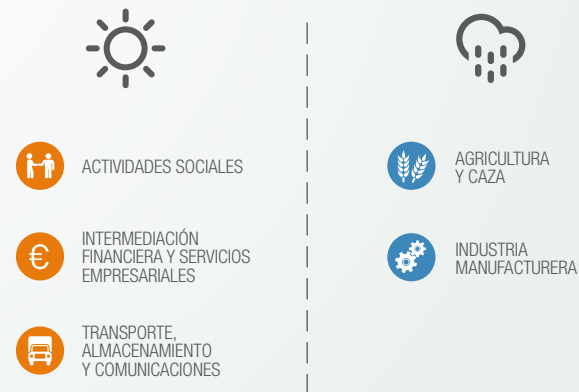 ACTIVIDADES SOCIALES
€
INTERMEDIACIÓN
FINANCIERA Y SERVICIOS
EMPRESARIALES
TRANSPORTE,
ALMACENAMIENTO
Y COMUNICACIONES
AGRICULTURA
Y CAZA
INDUSTRIA
MANUFACTURERA